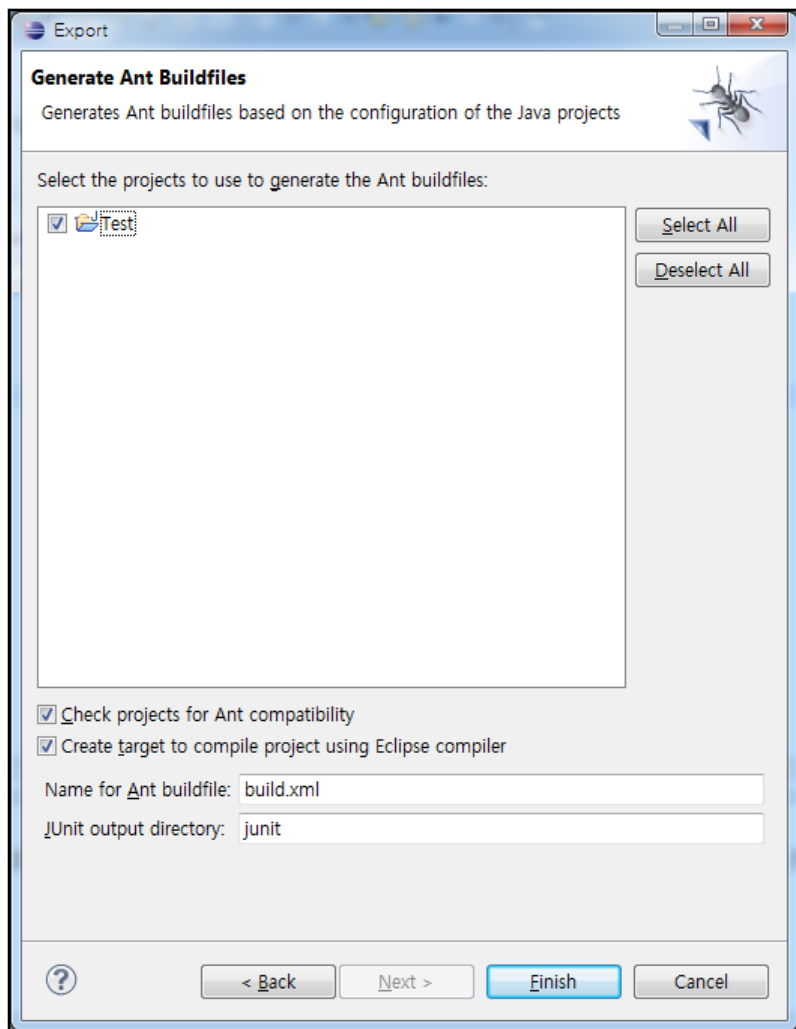 Export
Generate Ant Buildfiles
Generates Ant buildfiles based on the configuration of the Java projects
Select the projects to use to generate the Ant buildfiles:
Test
Select All
Deselect All
Check projects for Ant compatibility
Create target to compile project using Eclipse compiler
Name for Ant buildfile: build.xml
JUnit output directory: junit
< Back Next > Finish Cancel